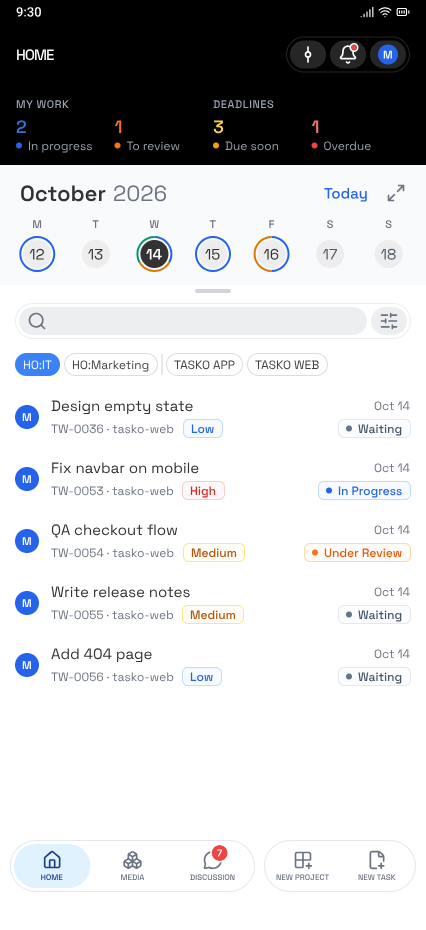 9:30
HOME
M
MY WORK
DEADLINES
2
1
3
1
In progress
To review
Due soon
Overdue
October 2026
Today
M T W T F S S
12 13 14 15 16 17 18
HO:IT
HO:Marketing
TASKO APP
TASKO WEB
M
Design empty state
Oct 14
TW-0036 · tasko-web
Low
Waiting
M
Fix navbar on mobile
Oct 14
TW-0053 · tasko-web
High
In Progress
M
QA checkout flow
Oct 14
TW-0054 · tasko-web
Medium
Under Review
M
Write release notes
Oct 14
TW-0055 · tasko-web
Medium
Waiting
M
Add 404 page
Oct 14
TW-0056 · tasko-web
Low
Waiting
7
HOME
MEDIA
DISCUSSION
NEW PROJECT
NEW TASK